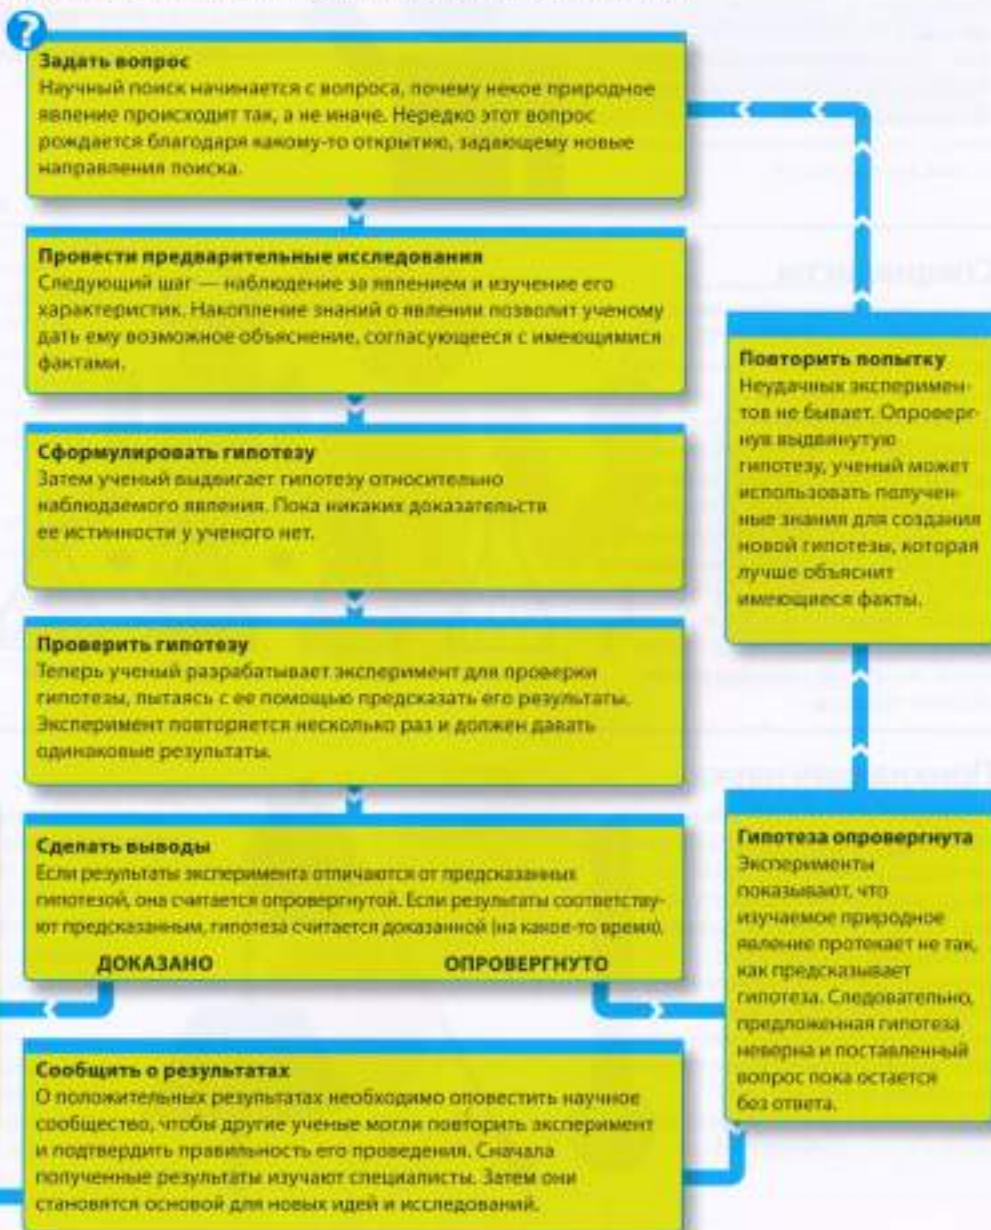 ?
Задать вопрос
Научный поиск начинается с вопроса, почему некое природное
явление происходит так, а не иначе. Нередко этот вопрос
рождается благодаря какому-то открытию, задающему новые
направления поиска.
Провести предварительные исследования
Следующий шаг — наблюдение за явлением и изучение его
характеристик. Накопление знаний о явлении позволит ученому
дать ему возможное объяснение, согласующееся с имеющимися
фактами.
Сформулировать гипотезу
Затем ученый выдвигает гипотезу относительно
наблюдаемого явления. Пока никаких доказательств
ее истинности у ученого нет.
Проверить гипотезу
Теперь ученый разрабатывает эксперимент для проверки
гипотезы, пытаясь с ее помощью предсказать его результаты.
Эксперимент повторяется несколько раз и должен давать
одинаковые результаты.
Сделать выводы
Если результаты эксперимента отличаются от предсказанных
гипотезой, она считается опровергнутой. Если результаты соответству-
ют предсказанным, гипотеза считается доказанной (на какое-то время).
ДОКАЗАНО
ОПРОВЕРГНУТО
Сообщить о результатах
О положительных результатах необходимо оповестить научное
сообщество, чтобы другие ученые могли повторить эксперимент
и подтвердить правильность его проведения. Сначала
полученные результаты изучают специалисты. Затем они
становятся основой для новых идей и исследований.
Повторить попытку
Неудачных эксперимен-
тов не бывает. Опроверг-
нув выдвинутую
гипотезу, ученый может
использовать получен-
ные знания для создания
новой гипотезы, которая
лучше объяснит
имеющиеся факты.
Гипотеза опровергнута
Эксперименты
показывают, что
изучаемое природное
явление протекает не так,
как предсказывает
гипотеза. Следовательно,
предложенная гипотеза
неверна и поставленный
вопрос пока остается
без ответа.